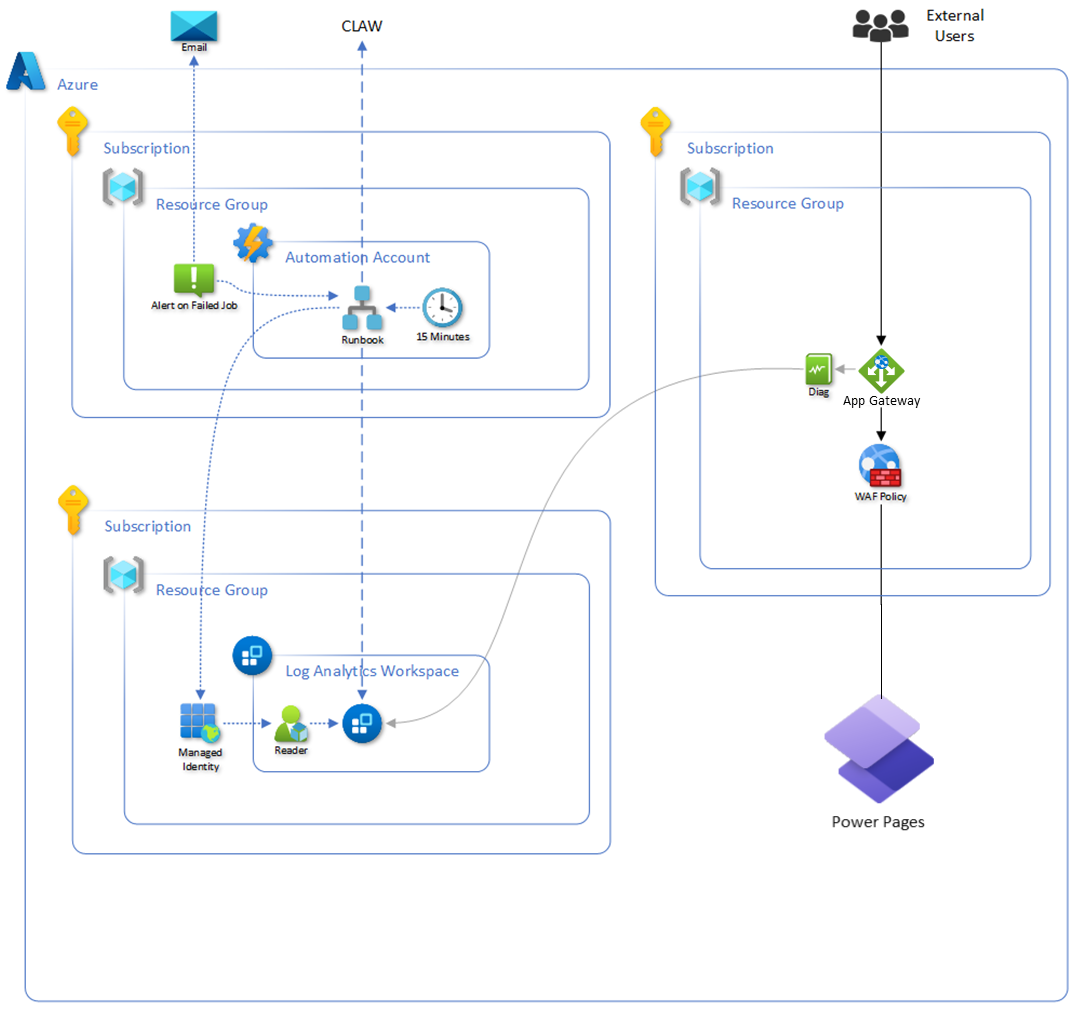 Email
CLAW
External
Users
Azure
Subscription
Resource Group
Automation Account
Alert on Failed Job
Runbook
15 Minutes
Subscription
Resource Group
Diag
App Gateway
WAF Policy
Subscription
Resource Group
Log Analytics Workspace
Managed
Identity
Reader
Power Pages